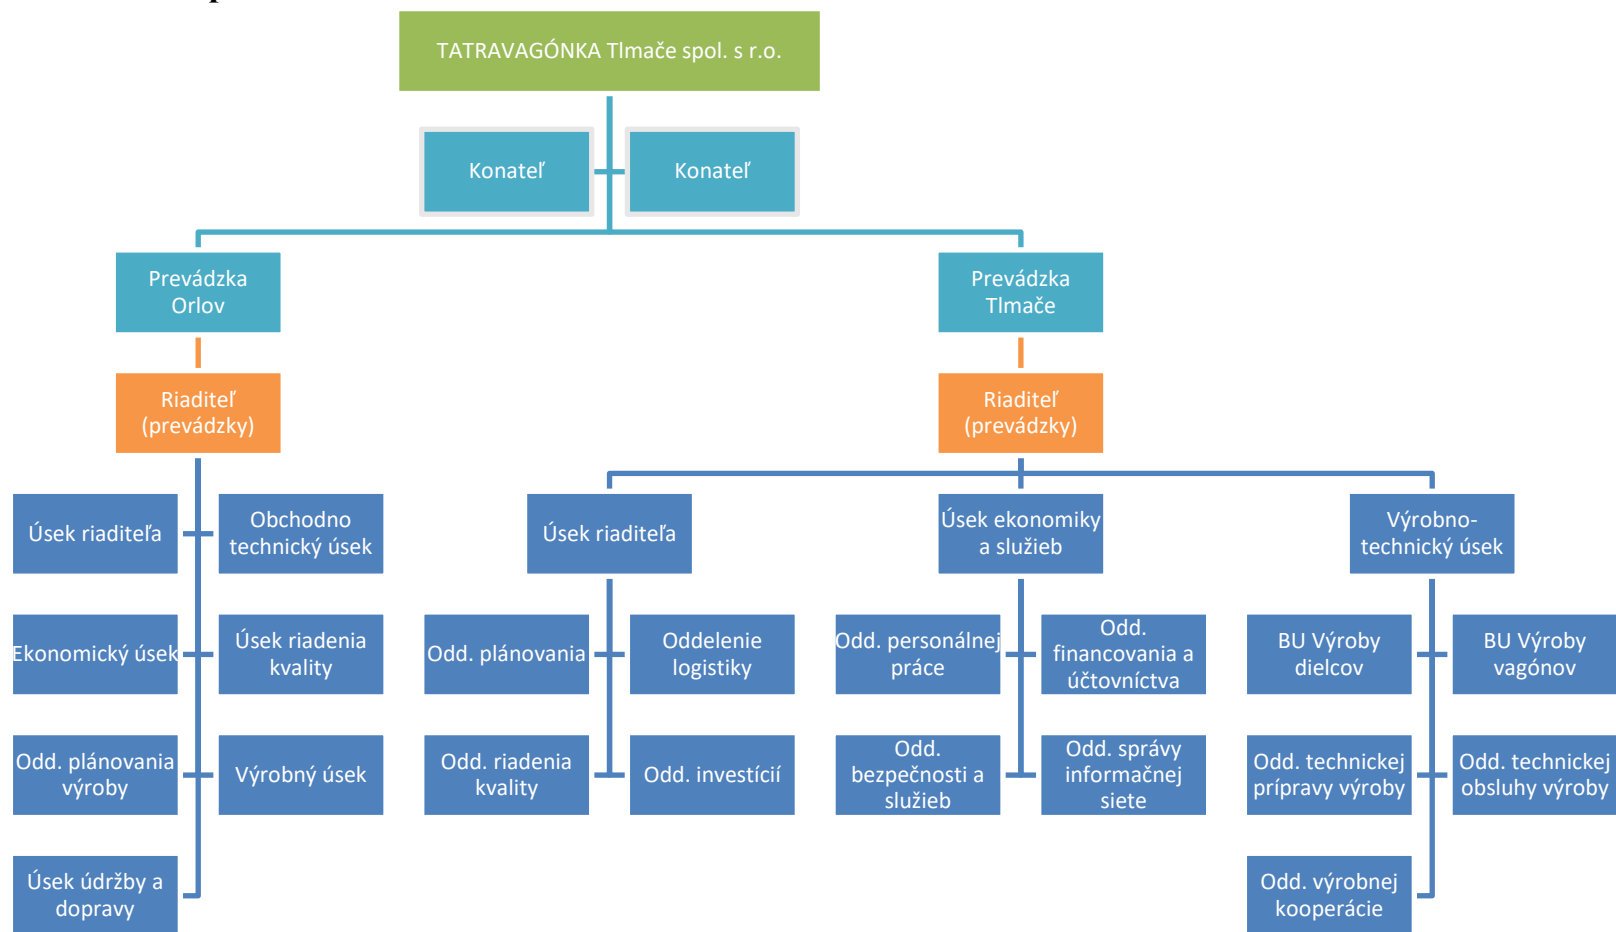 TATRAVAGÓNKA Tlmače spol. s r.o.
Konateľ
Konateľ
Prevádzka
Orlov
Prevádzka
Tlmače
Riaditeľ
(prevádzky)
Riaditeľ
(prevádzky)
Úsek riaditeľa
Obchodno
technický úsek
Úsek riaditeľa
Úsek ekonomiky
a služieb
Výrobno-
technický úsek
Ekonomický úsek
Úsek riadenia
kvality
Odd. plánovania
Oddelenie
logistiky
Odd. personálnej
práce
Odd.
financovania a
účtovníctva
BU Výroby
dielcov
BU Výroby
vagónov
Odd. plánovania
výroby
Výrobný úsek
Odd. riadenia
kvality
Odd. investícií
Odd.
bezpečnosti a
služieb
Odd. správy
informačnej
siete
Odd. technickej
prípravy výroby
Odd. technickej
obsluhy výroby
Úsek údržby a
dopravy
Odd. výrobnej
kooperácie